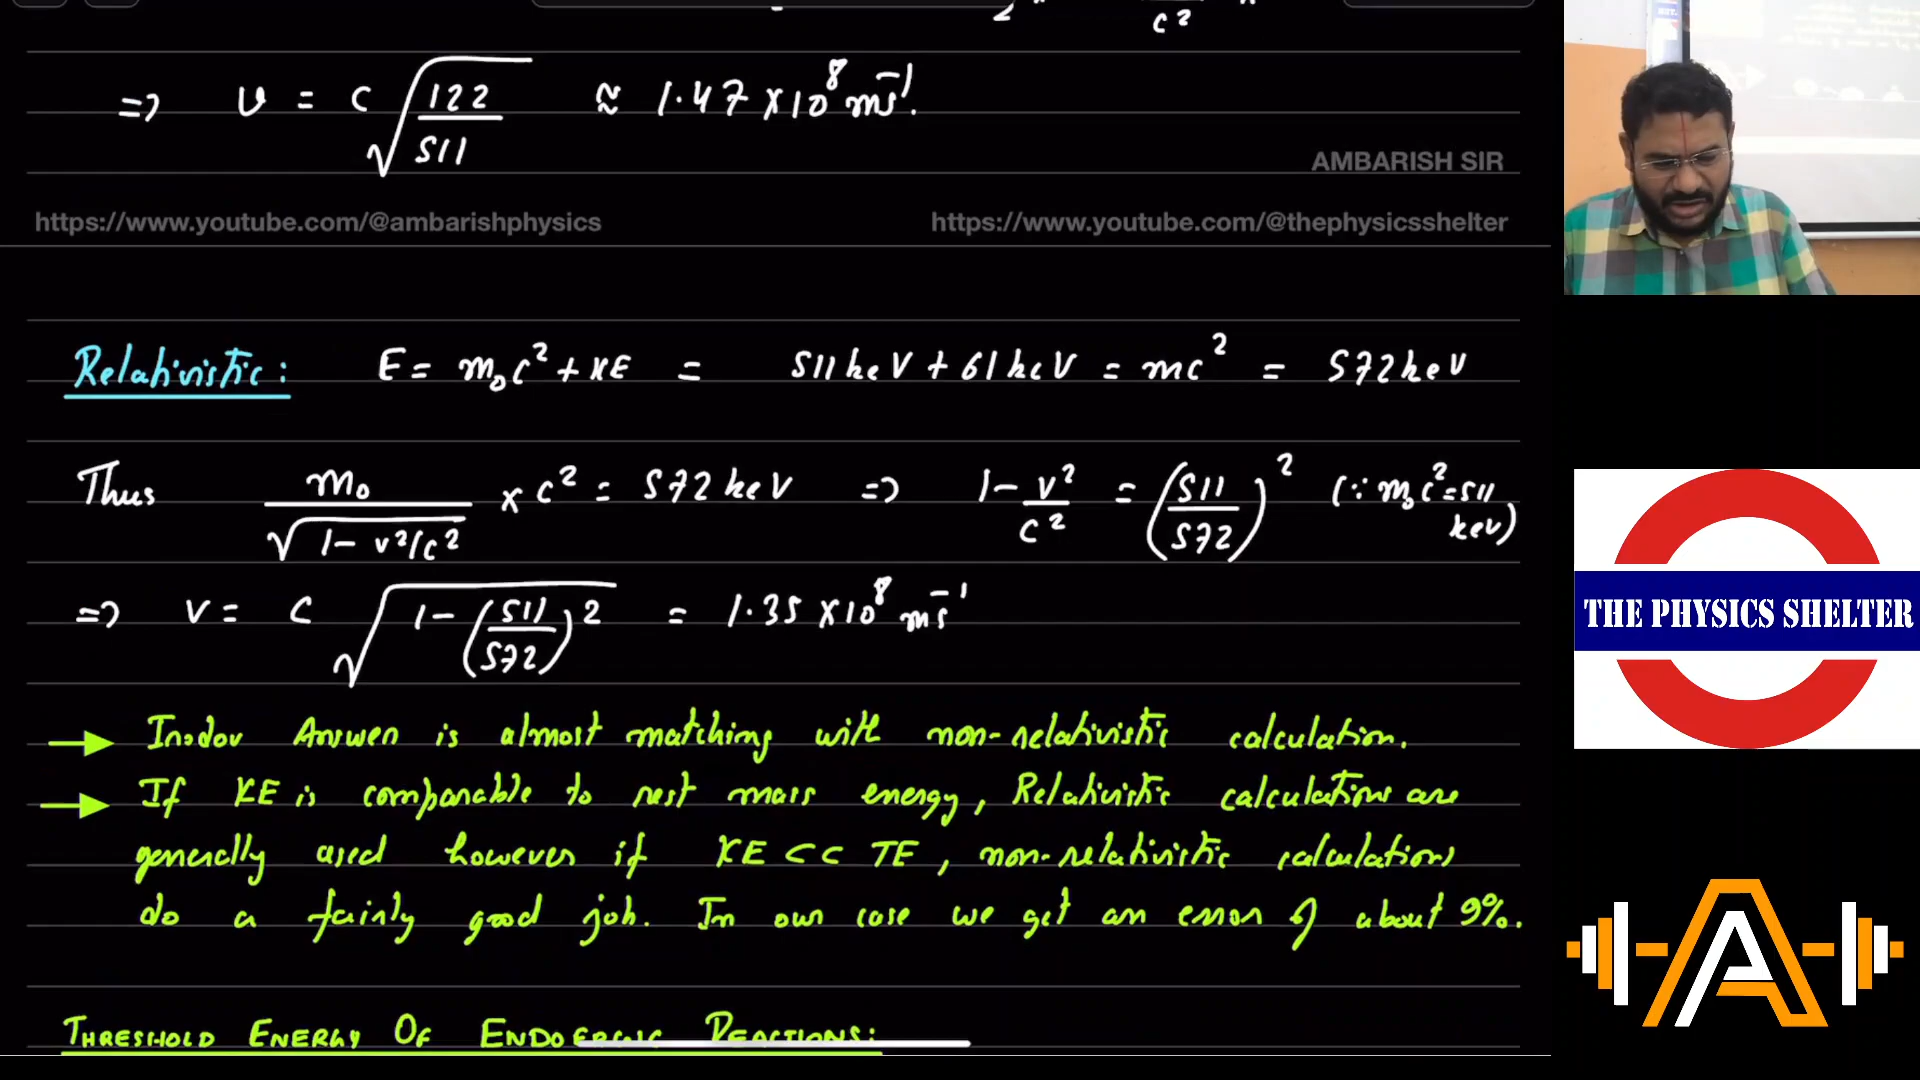 c²
=> v = c √(122/511) ≈ 1.47 × 10⁸ ms⁻¹.
AMBARISH SIR
https://www.youtube.com/@ambarishphysics https://www.youtube.com/@thephysicsshelter
Relativistic: E = m₀c² + KE = 511 keV + 61 keV = mc² = 572 keV
Thus m₀/√(1 - v²/c²) × c² = 572 keV => 1 - v²/c² = (511/572)² (∵ m₀c² = 511 keV)
=> v = c √(1 - (511/572)²) = 1.35 × 10⁸ ms⁻¹
→ Answer is almost matching with non-relativistic calculation.
→ If KE is comparable to rest mass energy, Relativistic calculations are
generally used however if KE << TE, non-relativistic calculations
do a fairly good job. In our case we get an error of about 9%.
THRESHOLD ENERGY OF ENDOERGIC REACTIONS:
THE PHYSICS SHELTER